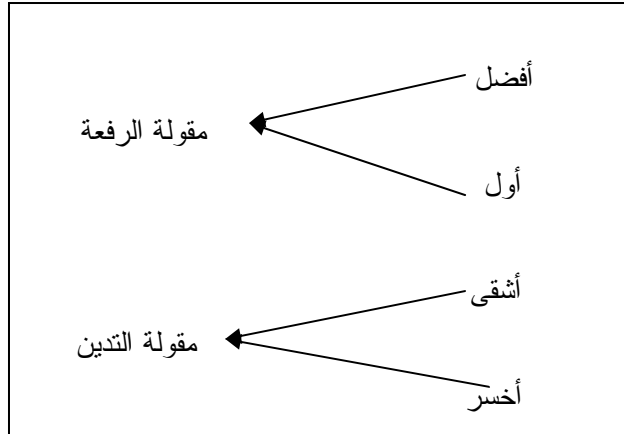 أفضل
مقولة الرفعة
أول
أشقى
مقولة التدين
أخسر